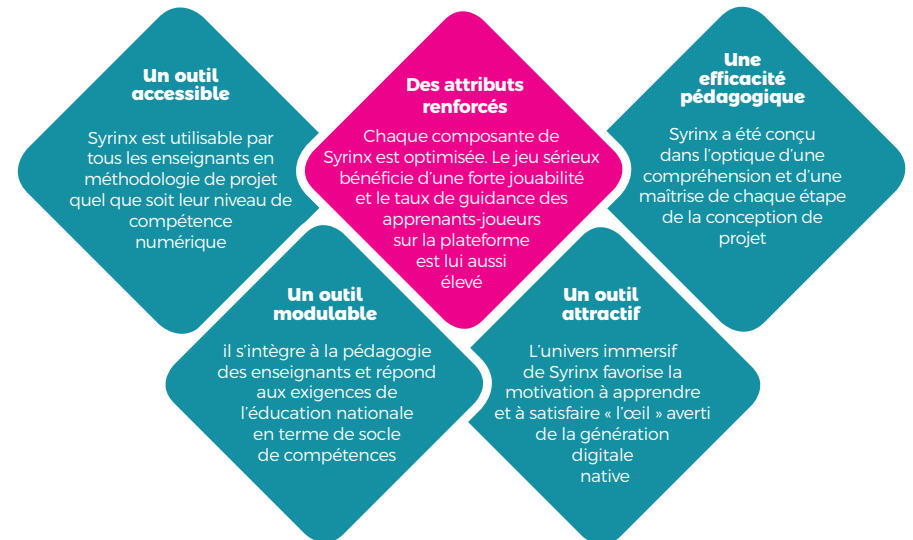 Un outil
accessible
Syrinx est utilisable par
tous les enseignants en
méthodologie de projet
quel que soit leur niveau de
compétence
numérique
Des attributs
renforcés
Chaque composante de
Syrinx est optimisée. Le jeu sérieux
bénéficie d’une forte jouabilité
et le taux de guidance des
apprenants-joueurs
sur la plateforme
est lui aussi
élevé
Une
efficacité
pédagogique
Syrinx a été conçu
dans l’optique d’une
compréhension et d’une
maîtrise de chaque étape
de la conception de
projet
Un outil
modulable
il s’intègre à la pédagogie
des enseignants et répond
aux exigences de
l’éducation nationale
en terme de socle
de compétences
Un outil
attractif
L’univers immersif
de Syrinx favorise la
motivation à apprendre
et à satisfaire « l’œil » averti
de la génération
digitale
native